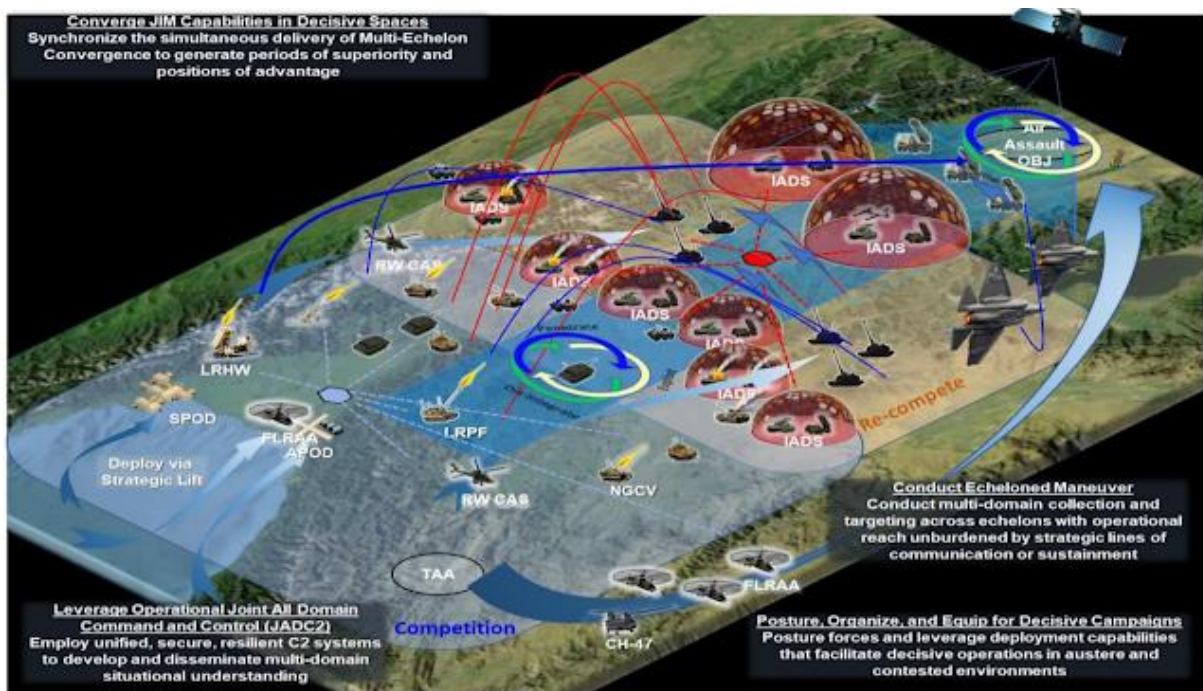 Converge JIM Capabilities in Decisive Spaces
Synchronize the simultaneous delivery of Multi-Echelon
Convergence to generate periods of superiority and
positions of advantage
Air
Assault
OBJ
IADS
IADS
IADS
RW CAS
IADS
IADS
IADS
IADS
IADS
LRHW
SPOD
FLRAA
APOD
LRPF
Re-compete
Deploy via
Strategic Lift
RW CAS
NGCV
Conduct Echeloned Maneuver
Conduct multi-domain collection and
targeting across echelons with operational
reach unburdened by strategic lines of
communication or sustainment
TAA
FLRAA
Leverage Operational Joint All Domain
Command and Control (JADC2)
Employ unified, secure, resilient C2 systems
to develop and disseminate multi-domain
situational understanding
Competition
CH-47
Posture, Organize, and Equip for Decisive Campaigns
Posture forces and leverage deployment capabilities
that facilitate decisive operations in austere and
contested environments